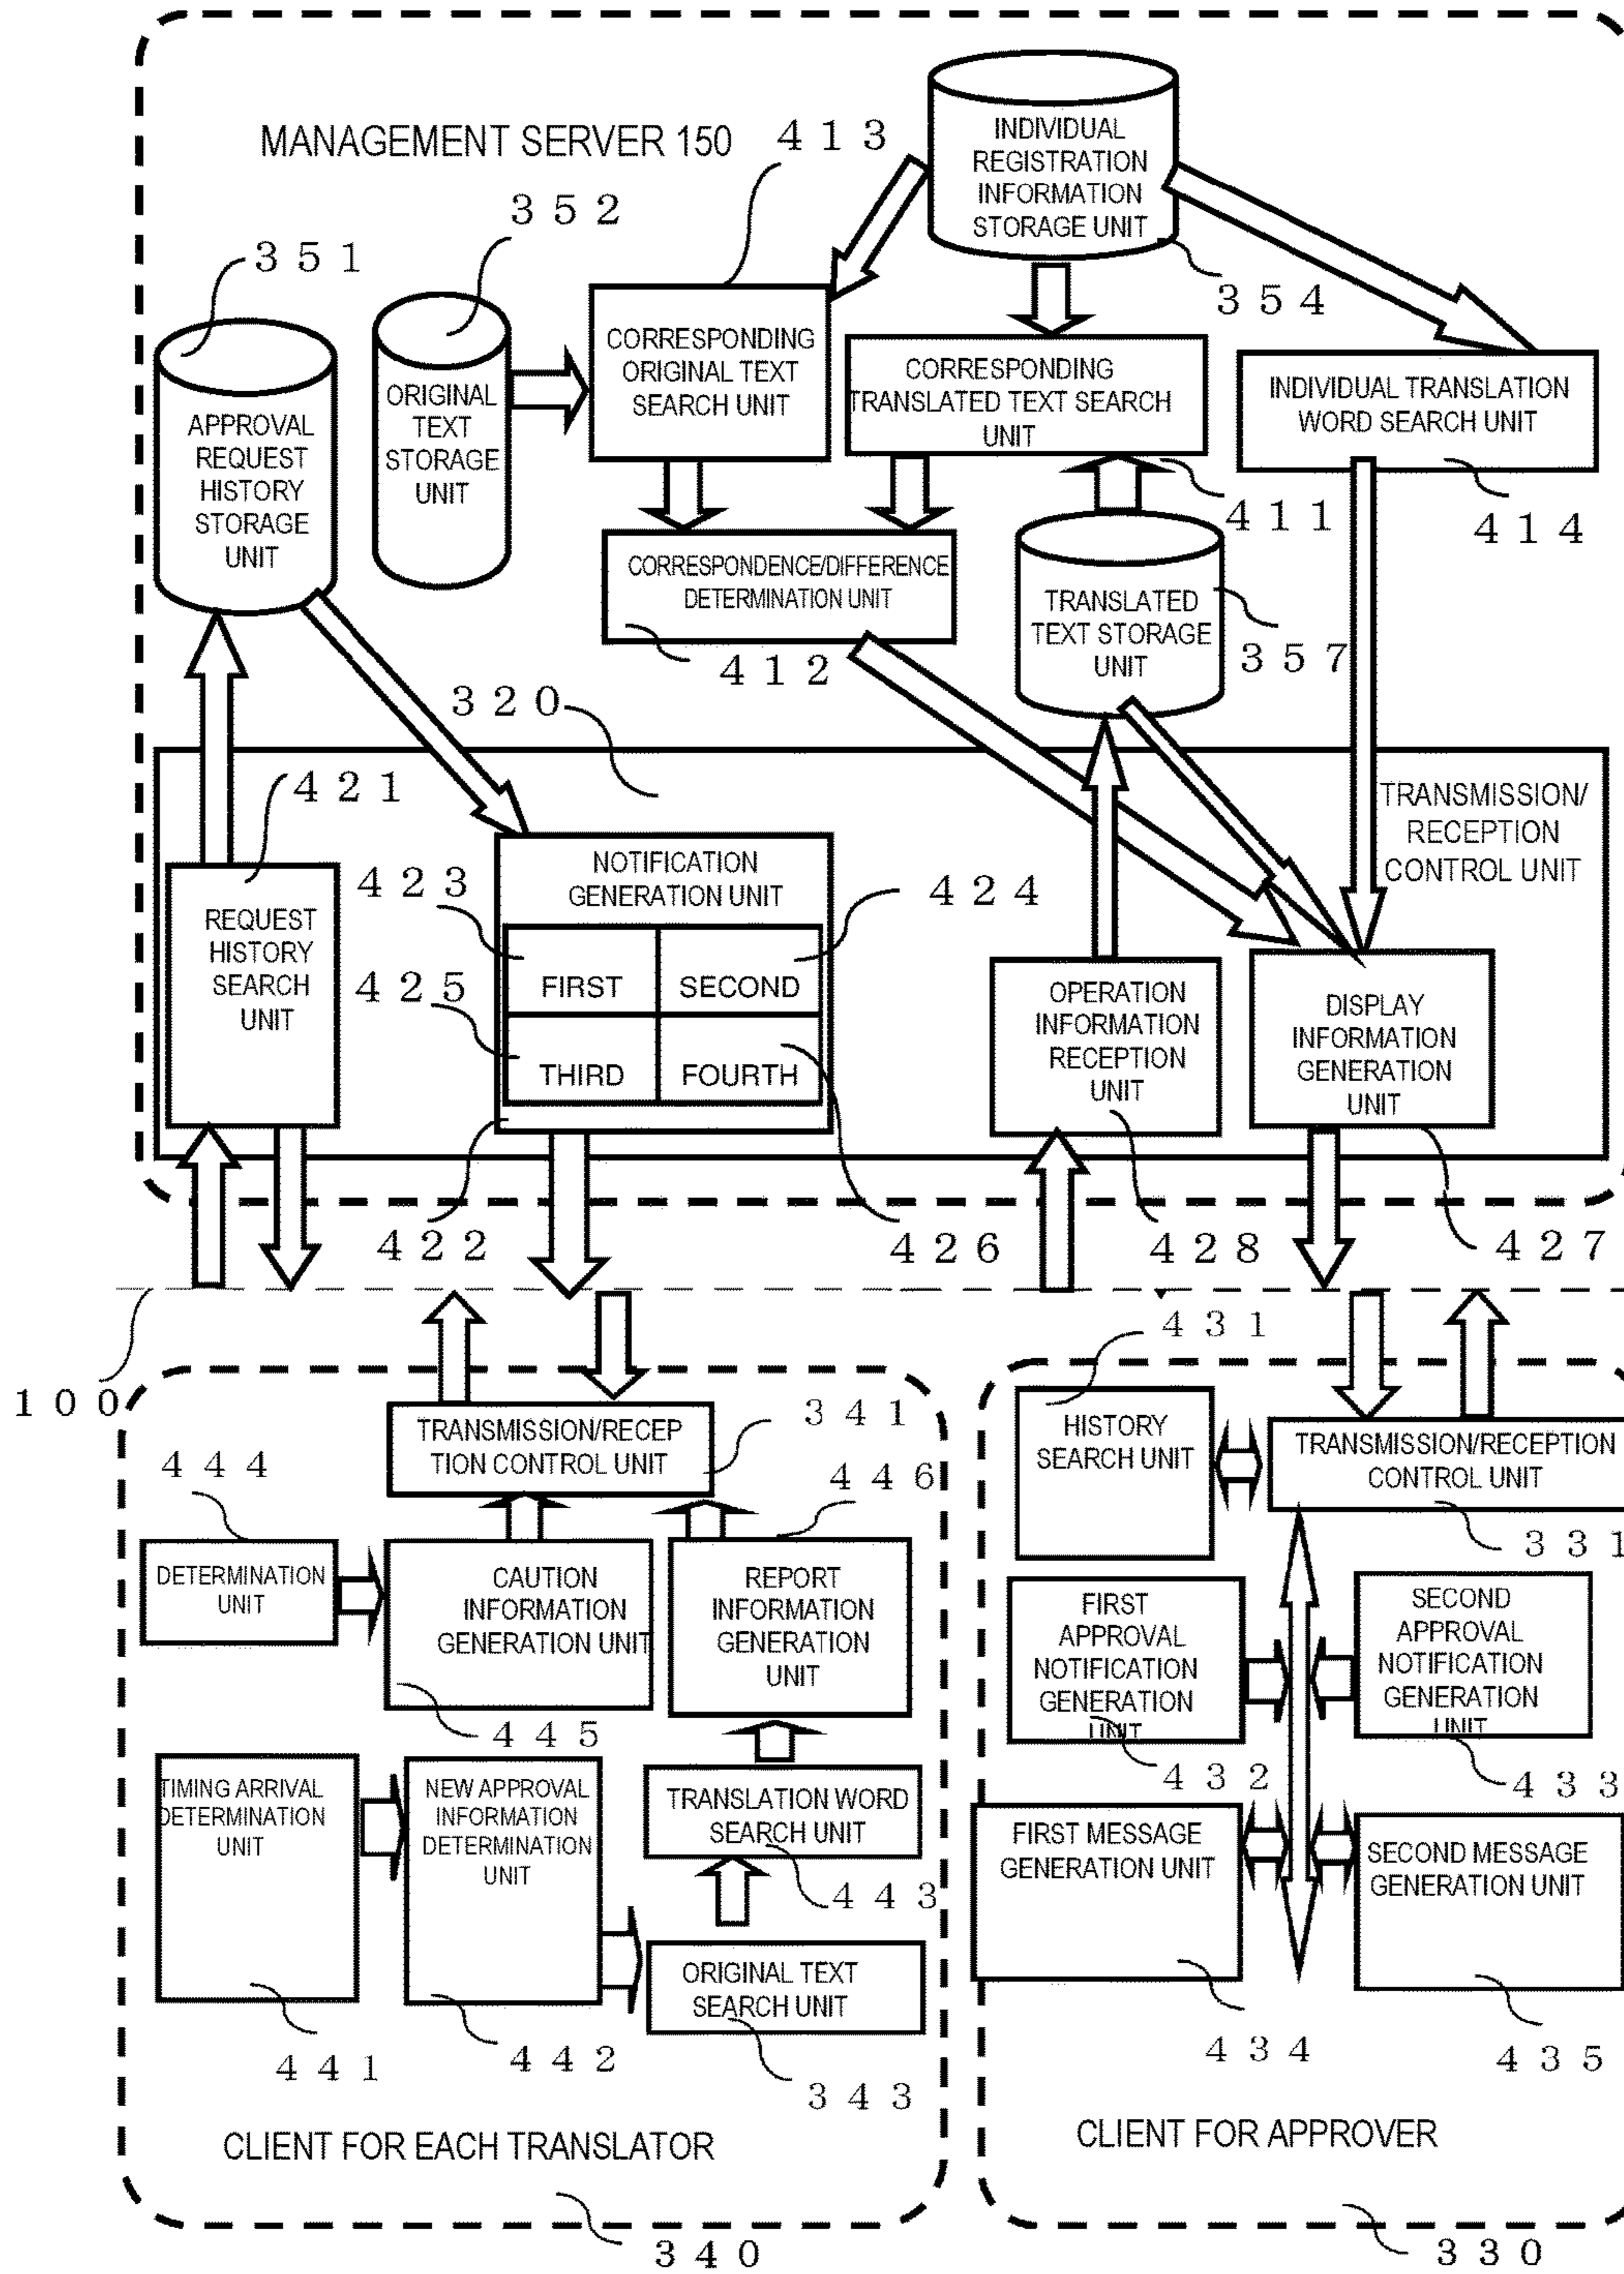 MANAGEMENT SERVER 150
413
352
351
INDIVIDUAL
REGISTRATION
INFORMATION
STORAGE UNIT
354
APPROVAL
REQUEST
HISTORY
STORAGE
UNIT
ORIGINAL
TEXT
STORAGE
UNIT
CORRESPONDING
ORIGINAL TEXT
SEARCH UNIT
CORRESPONDING
TRANSLATED TEXT SEARCH
UNIT
INDIVIDUAL TRANSLATION
WORD SEARCH UNIT
411
414
CORRESPONDENCE/DIFFERENCE
DETERMINATION UNIT
412
TRANSLATED
TEXT STORAGE
UNIT
357
320
TRANSMISSION/
RECEPTION
CONTROL UNIT
421
REQUEST
HISTORY
SEARCH
UNIT
423
NOTIFICATION
GENERATION UNIT
424
425
FIRST
SECOND
THIRD
FOURTH
OPERATION
INFORMATION
RECEPTION
UNIT
DISPLAY
INFORMATION
GENERATION
UNIT
422
426
428
427
100
341
TRANSMISSION/RECEP
TION CONTROL UNIT
444
446
DETERMINATION
UNIT
CAUTION
INFORMATION
GENERATION UNIT
REPORT
INFORMATION
GENERATION
UNIT
445
TIMING ARRIVAL
DETERMINATION
UNIT
NEW APPROVAL
INFORMATION
DETERMINATION
UNIT
TRANSLATION WORD
SEARCH UNIT
443
ORIGINAL TEXT
SEARCH UNIT
441
442
343
CLIENT FOR EACH TRANSLATOR
340
431
HISTORY
SEARCH UNIT
TRANSMISSION/RECEPTION
CONTROL UNIT
331
FIRST
APPROVAL
NOTIFICATION
GENERATION
UNIT
SECOND
APPROVAL
NOTIFICATION
GENERATION
UNIT
432
433
FIRST MESSAGE
GENERATION UNIT
SECOND MESSAGE
GENERATION UNIT
434
435
CLIENT FOR APPROVER
330